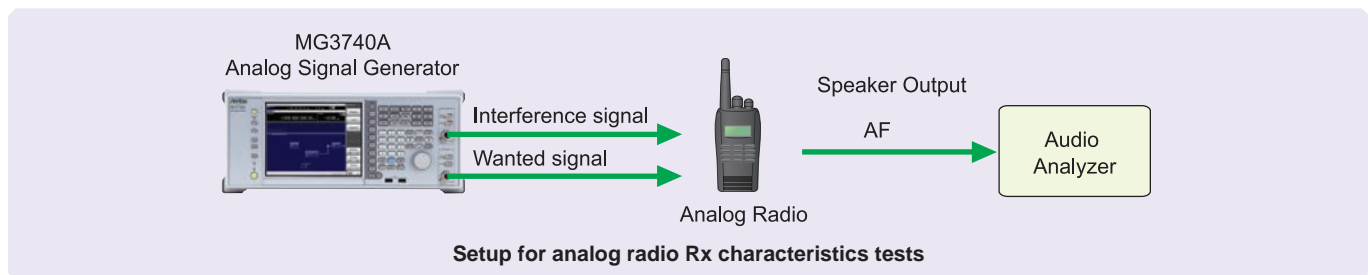 MG3740A
Analog Signal Generator
Interference signal
Wanted signal
Analog Radio
Speaker Output
AF
Audio
Analyzer
Setup for analog radio Rx characteristics tests